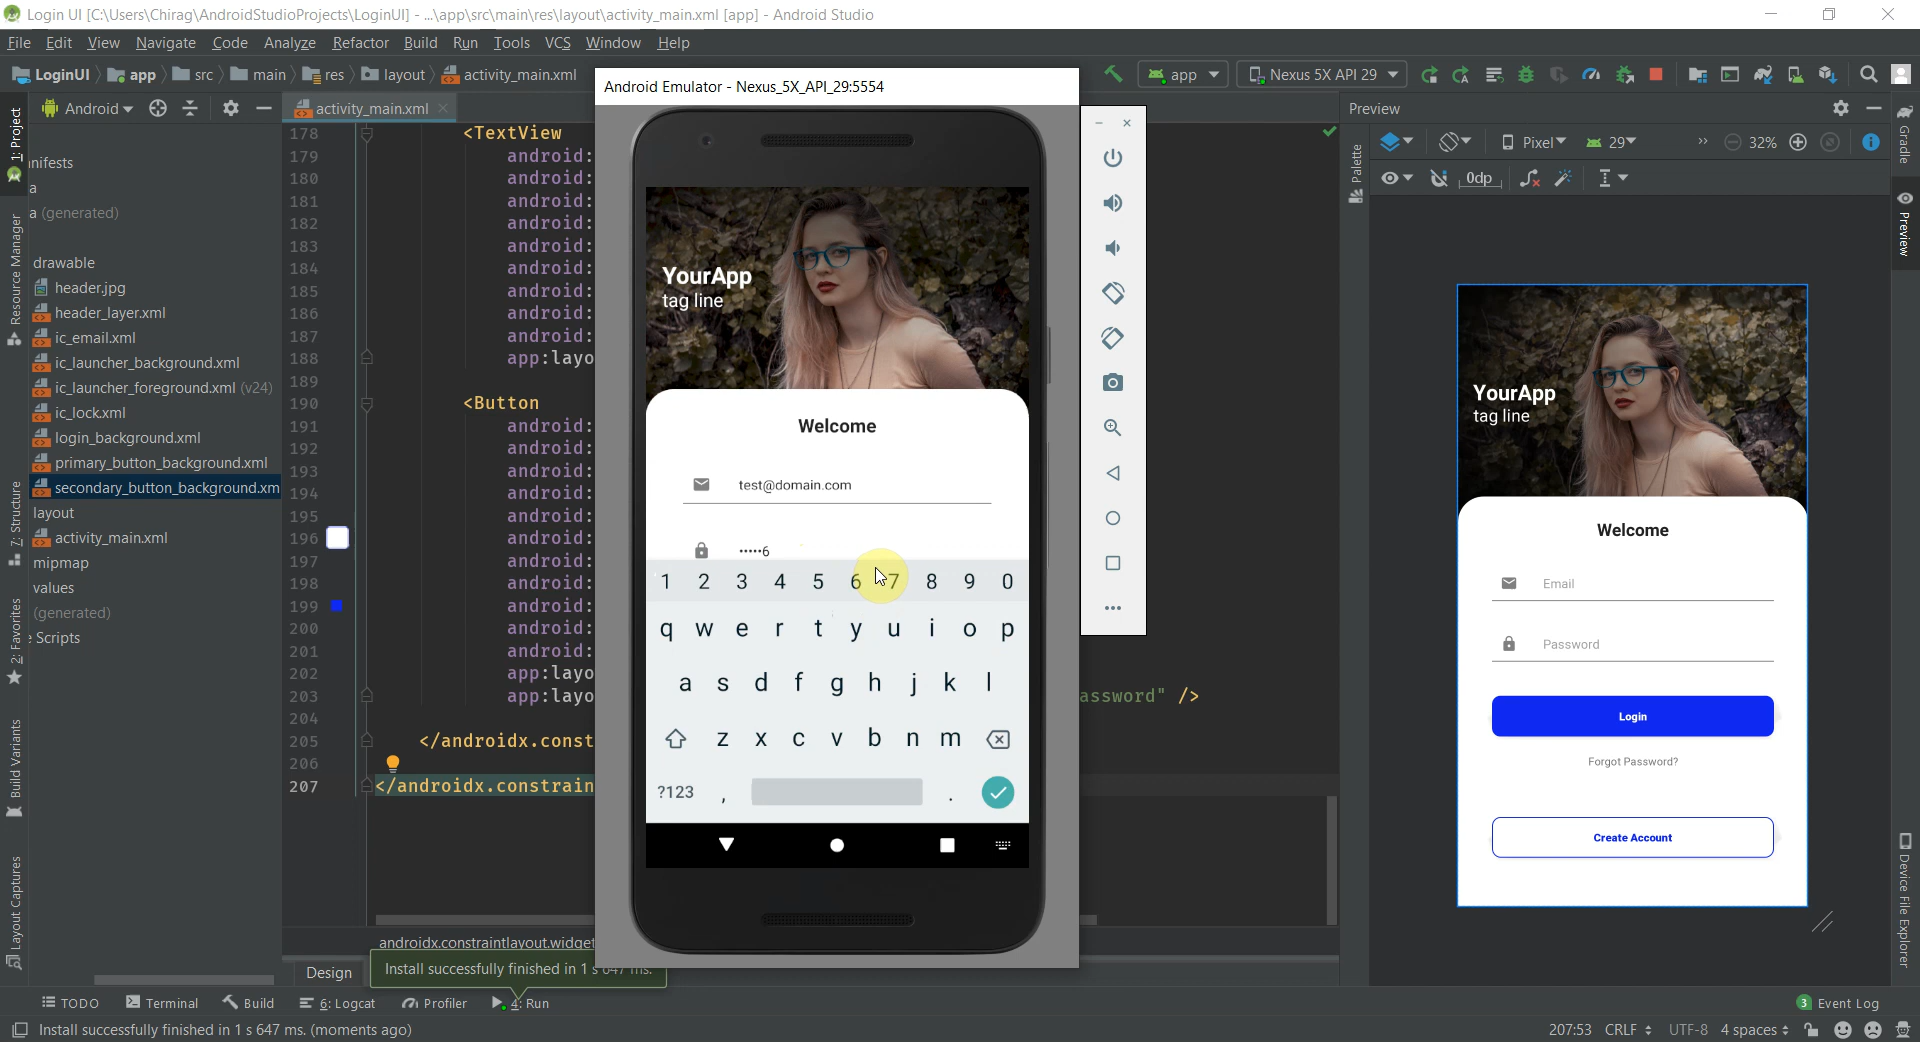 Login UI [C:\Users\Chirag\AndroidStudioProjects\LoginUI] - ...\app\src\main\res\layout\activity_main.xml [app] - Android Studio
File Edit View Navigate Code Analyze Refactor Build Run Tools VCS Window Help
LoginUI app src main res layout activity_main.xml
app Nexus 5X API 29
Android
activity_main.xml
1: Project
Resource Manager
7: Structure
2: Favorites
Build Variants
Layout Captures
nifests
a
a (generated)
drawable
header.jpg
header_layer.xml
ic_email.xml
ic_launcher_background.xml
ic_launcher_foreground.xml (v24)
ic_lock.xml
login_background.xml
primary_button_background.xml
secondary_button_background.xm
layout
activity_main.xml
mipmap
values
(generated)
Scripts
178 <TextView
179 android:
180 android:
181 android:
182 android:
183 android:
184 android:
185 android:
186 android:
187 android:
188 app:layo
189
190 <Button
191 android:
192 android:
193 android:
194 android:
195 android:
196 android:
197 android:
198 android:
199 android:
200 android:
201 android:
202 app:layo
203 app:layo assword" />
204
205 </androidx.const
206
207 </androidx.constrain
androidx.constraintlayout.widget
Design
Install successfully finished in 1 s 647 ms.
Android Emulator - Nexus_5X_API_29:5554
YourApp
tag line
Welcome
test@domain.com
•••••6
1 2 3 4 5 6 7 8 9 0
q w e r t y u i o p
a s d f g h j k l
z x c v b n m
?123 , .
Preview
Palette
Pixel 29 32%
0dp
YourApp
tag line
Welcome
Email
Password
Login
Forgot Password?
Create Account
Gradle
Preview
Device File Explorer
TODO Terminal Build 6: Logcat Profiler 4: Run
3 Event Log
Install successfully finished in 1 s 647 ms. (moments ago)
207:53 CRLF UTF-8 4 spaces